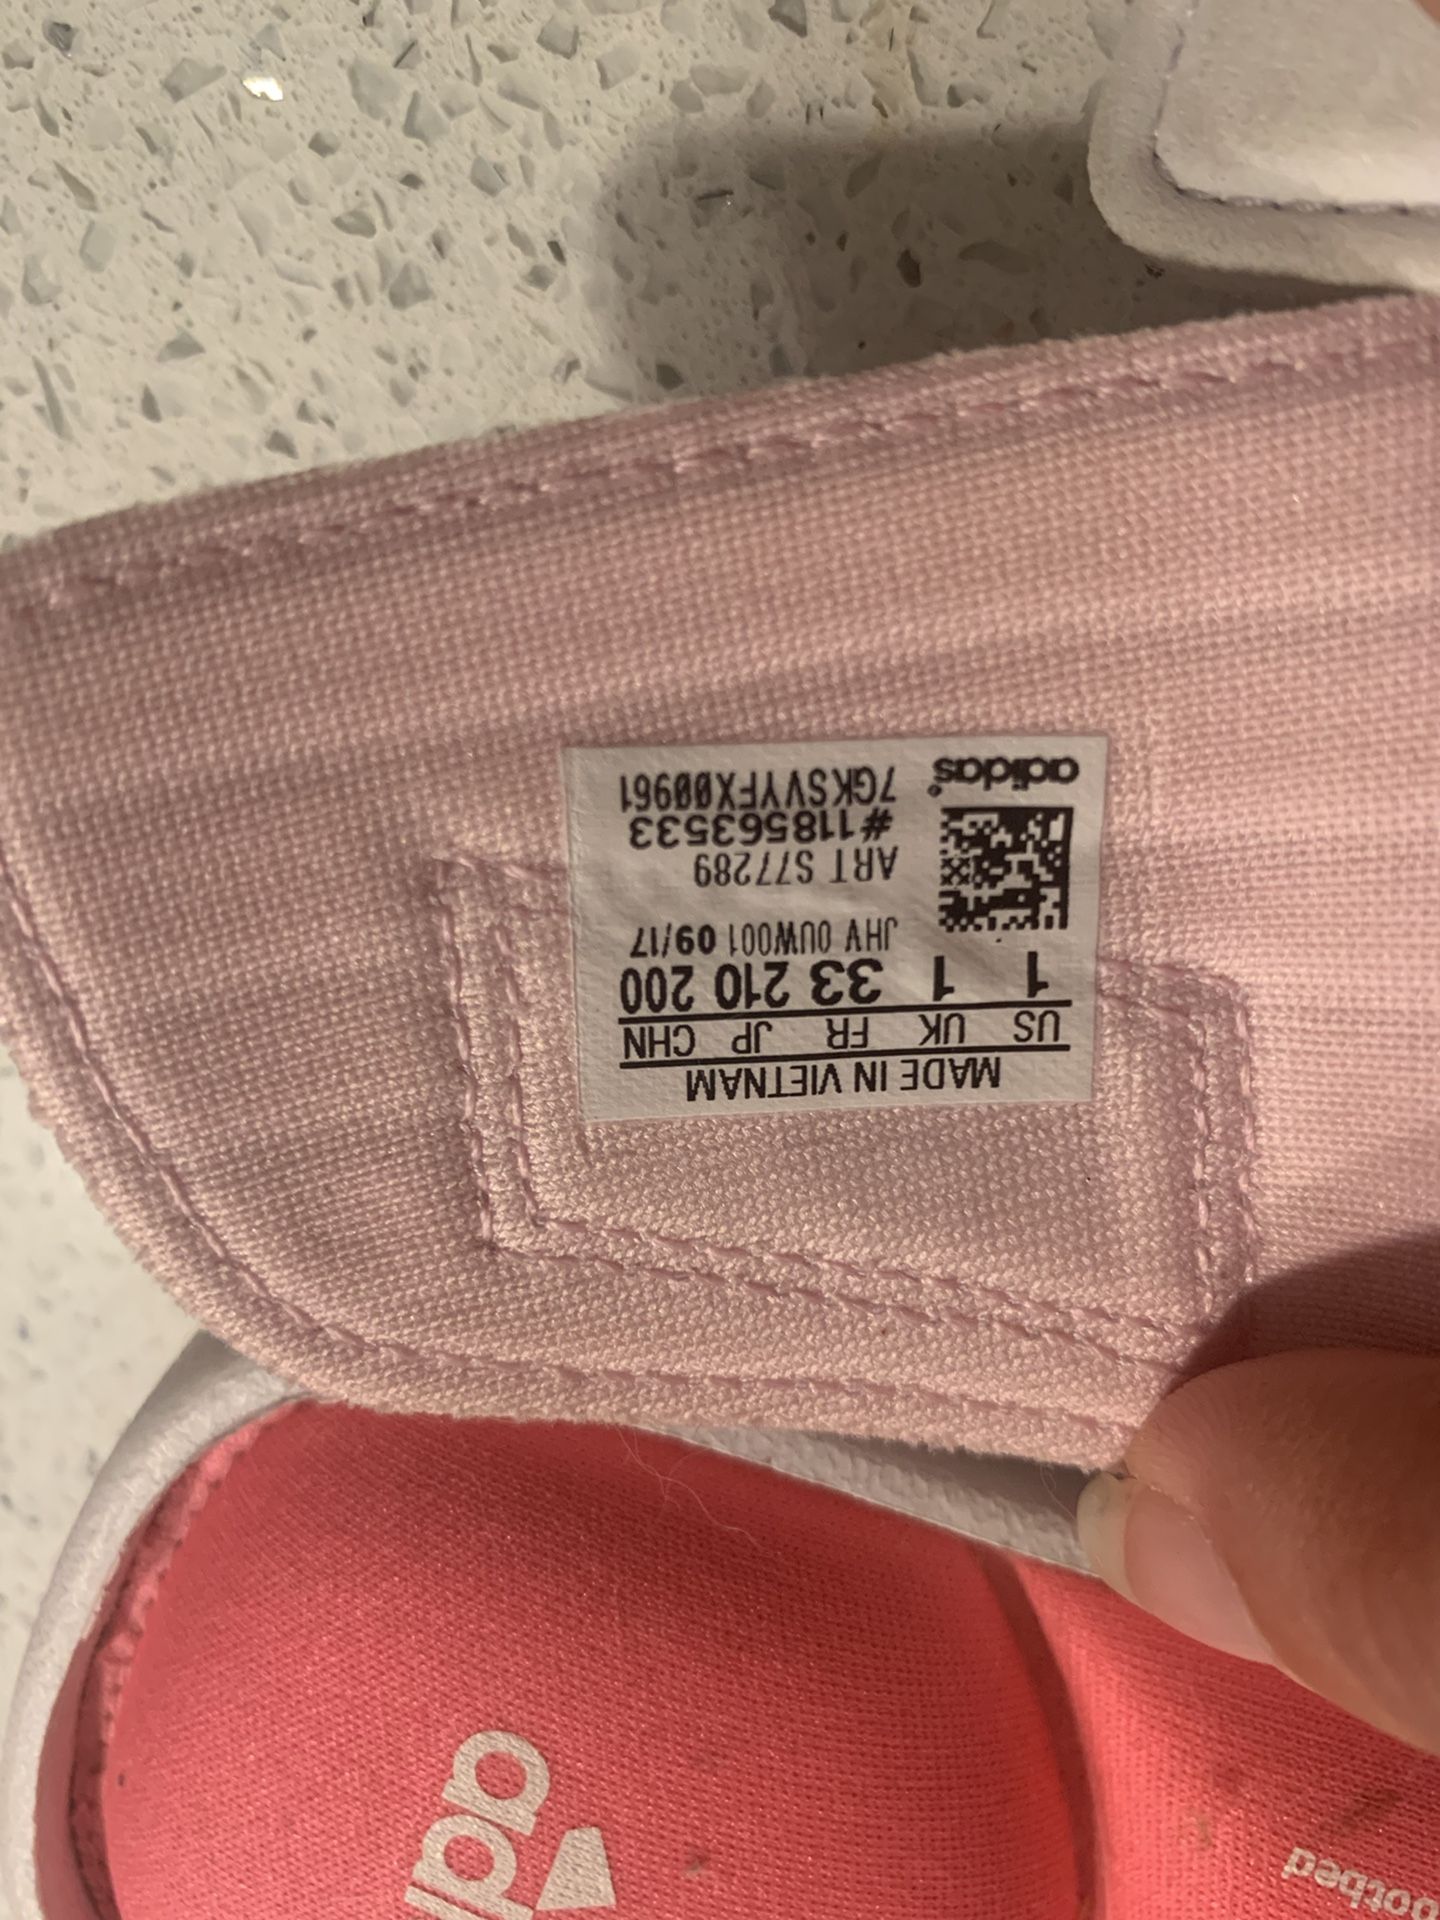 MADE IN VIETNAM
US UK FR JP CHN
1 1 33 210 200
JHV 0UW001 09/17
ART S77289
#118563533
7GKSVYFX00961
adidas
adi